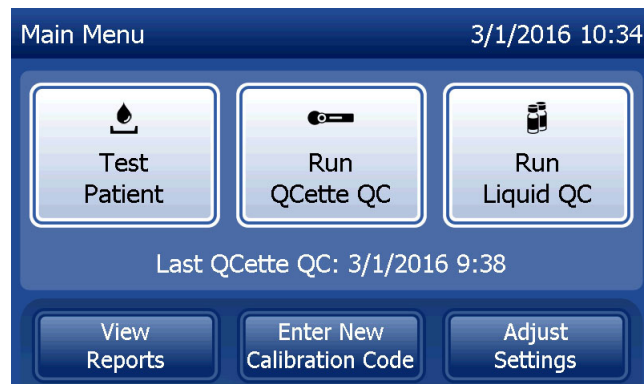 Main Menu 3/1/2016 10:34
Test
Patient
Run
QCette QC
Run
Liquid QC
Last QCette QC: 3/1/2016 9:38
View
Reports
Enter New
Calibration Code
Adjust
Settings